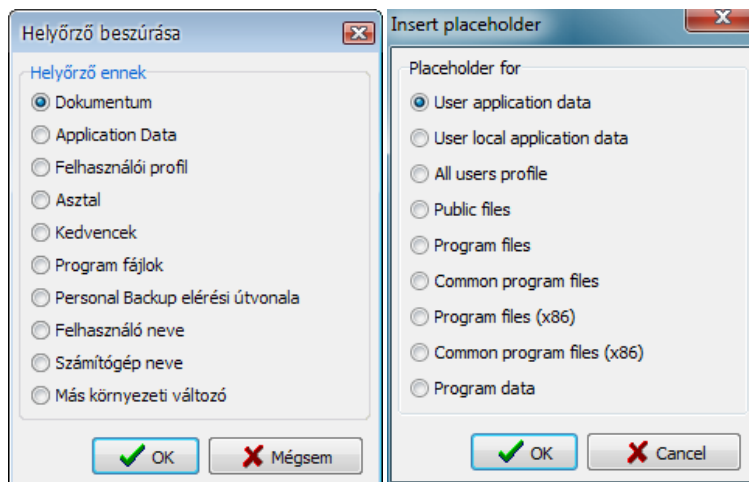 Helyőrző beszúrása
Helyőrző ennek
Dokumentum
Application Data
Felhasználói profil
Asztal
Kedvencek
Program fájlok
Personal Backup elérési útvonala
Felhasználó neve
Számítógép neve
Más környezeti változó
OK
Mégsem
Insert placeholder
Placeholder for
User application data
User local application data
All users profile
Public files
Program files
Common program files
Program files (x86)
Common program files (x86)
Program data
OK
Cancel